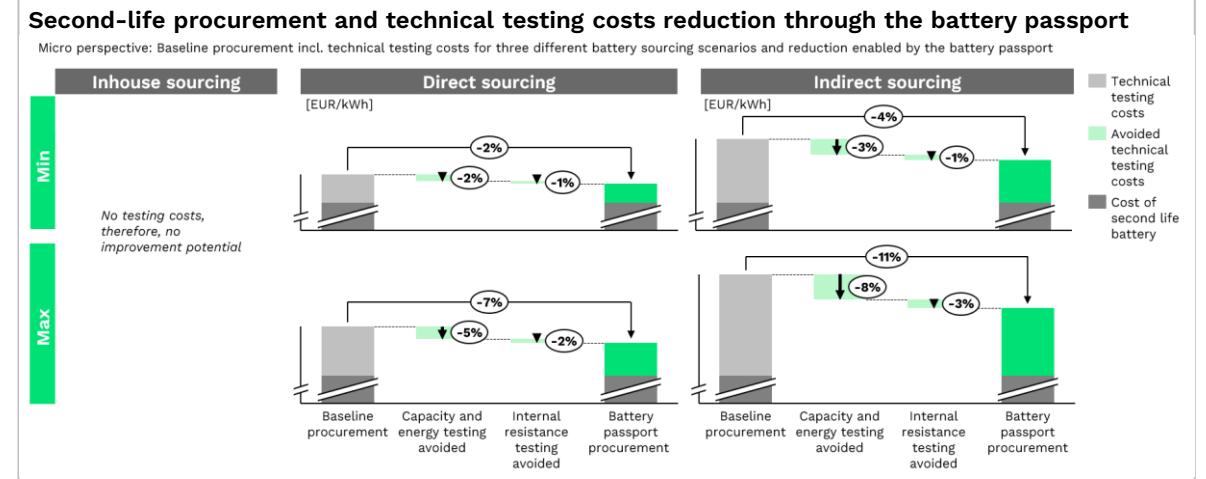 Second-life procurement and technical testing costs reduction through the battery passport
Micro perspective: Baseline procurement incl. technical testing costs for three different battery sourcing scenarios and reduction enabled by the battery passport
Inhouse sourcing
Direct sourcing
Indirect sourcing
Min
No testing costs,
therefore, no
improvement potential
[EUR/kWh]
-2%
-2%
-1%
[EUR/kWh]
-4%
-3%
-1%
Technical
testing
costs
Avoided
technical
testing
costs
Cost of
second life
battery
Max
-7%
-5%
-2%
-11%
-8%
-3%
Baseline
procurement
Capacity and
energy testing
avoided
Internal
resistance
testing
avoided
Battery
passport
procurement
Baseline
procurement
Capacity and
energy testing
avoided
Internal
resistance
testing
avoided
Battery
passport
procurement